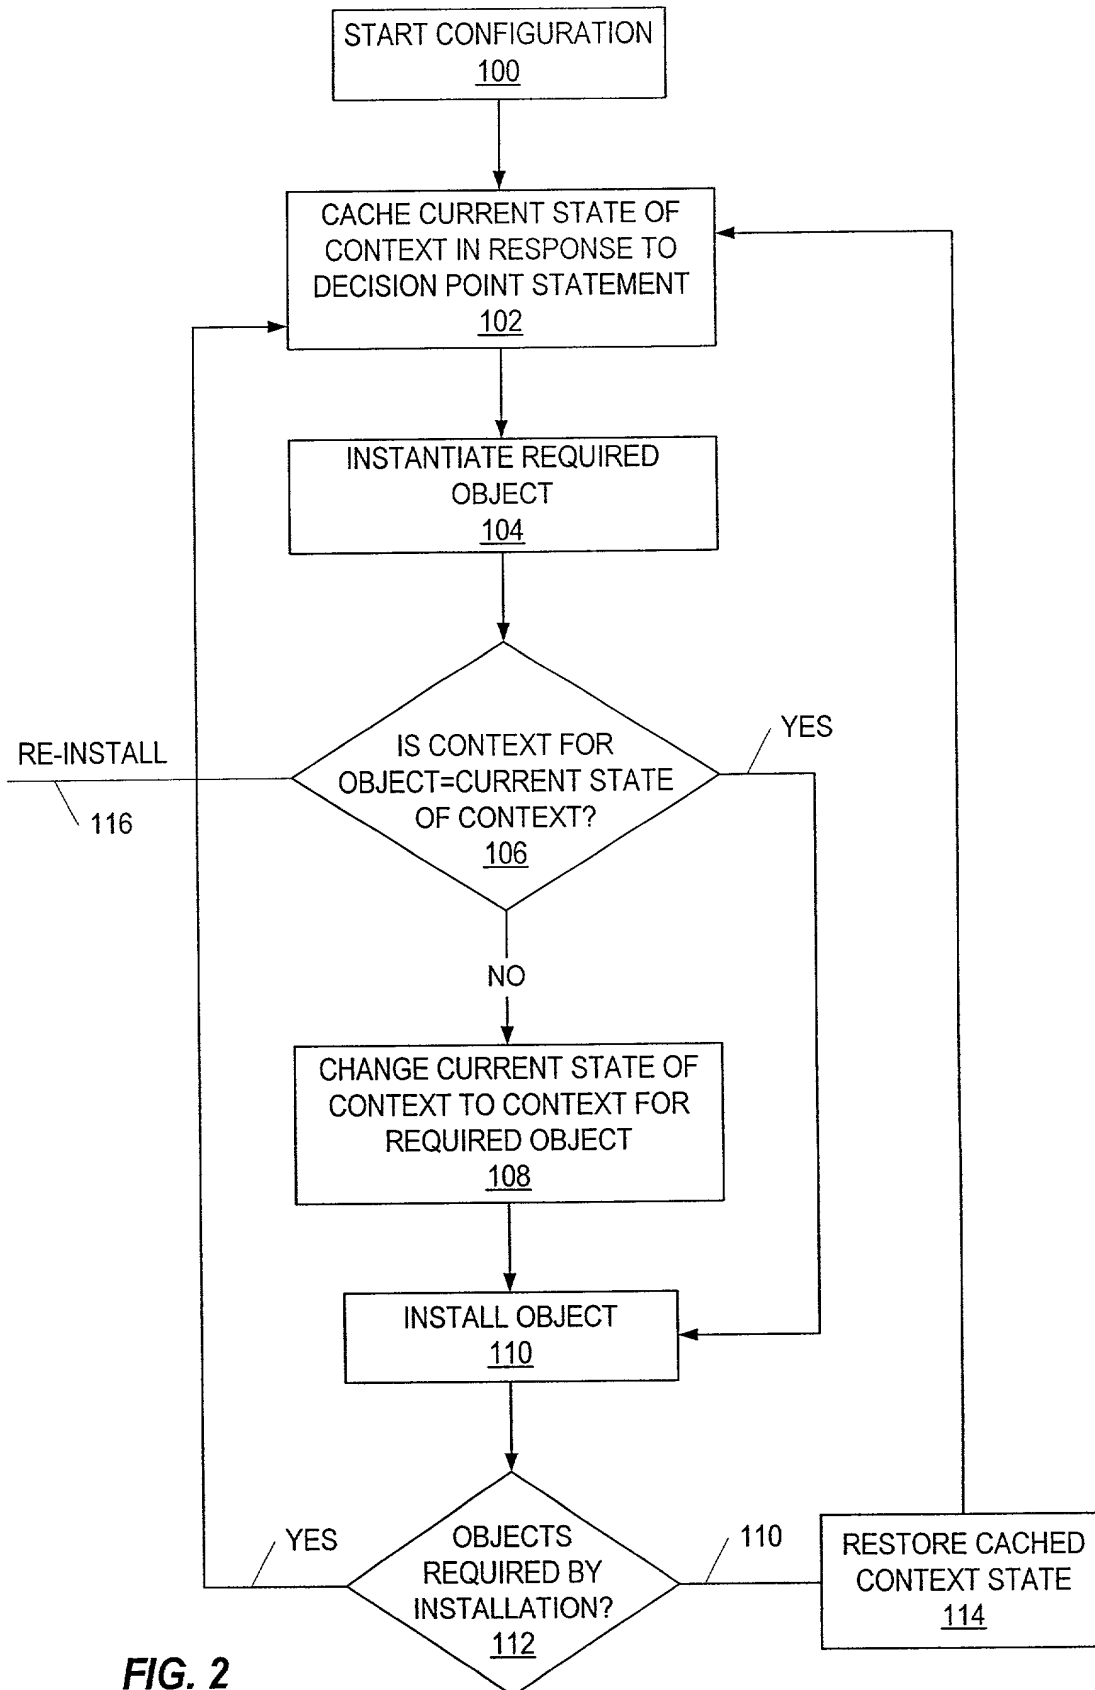 START CONFIGURATION
100
CACHE CURRENT STATE OF
CONTEXT IN RESPONSE TO
DECISION POINT STATEMENT
102
INSTANTIATE REQUIRED
OBJECT
104
RE-INSTALL
116
IS CONTEXT FOR
OBJECT=CURRENT STATE
OF CONTEXT?
106
YES
NO
CHANGE CURRENT STATE OF
CONTEXT TO CONTEXT FOR
REQUIRED OBJECT
108
INSTALL OBJECT
110
YES
OBJECTS
REQUIRED BY
INSTALLATION?
112
110
RESTORE CACHED
CONTEXT STATE
114
FIG. 2